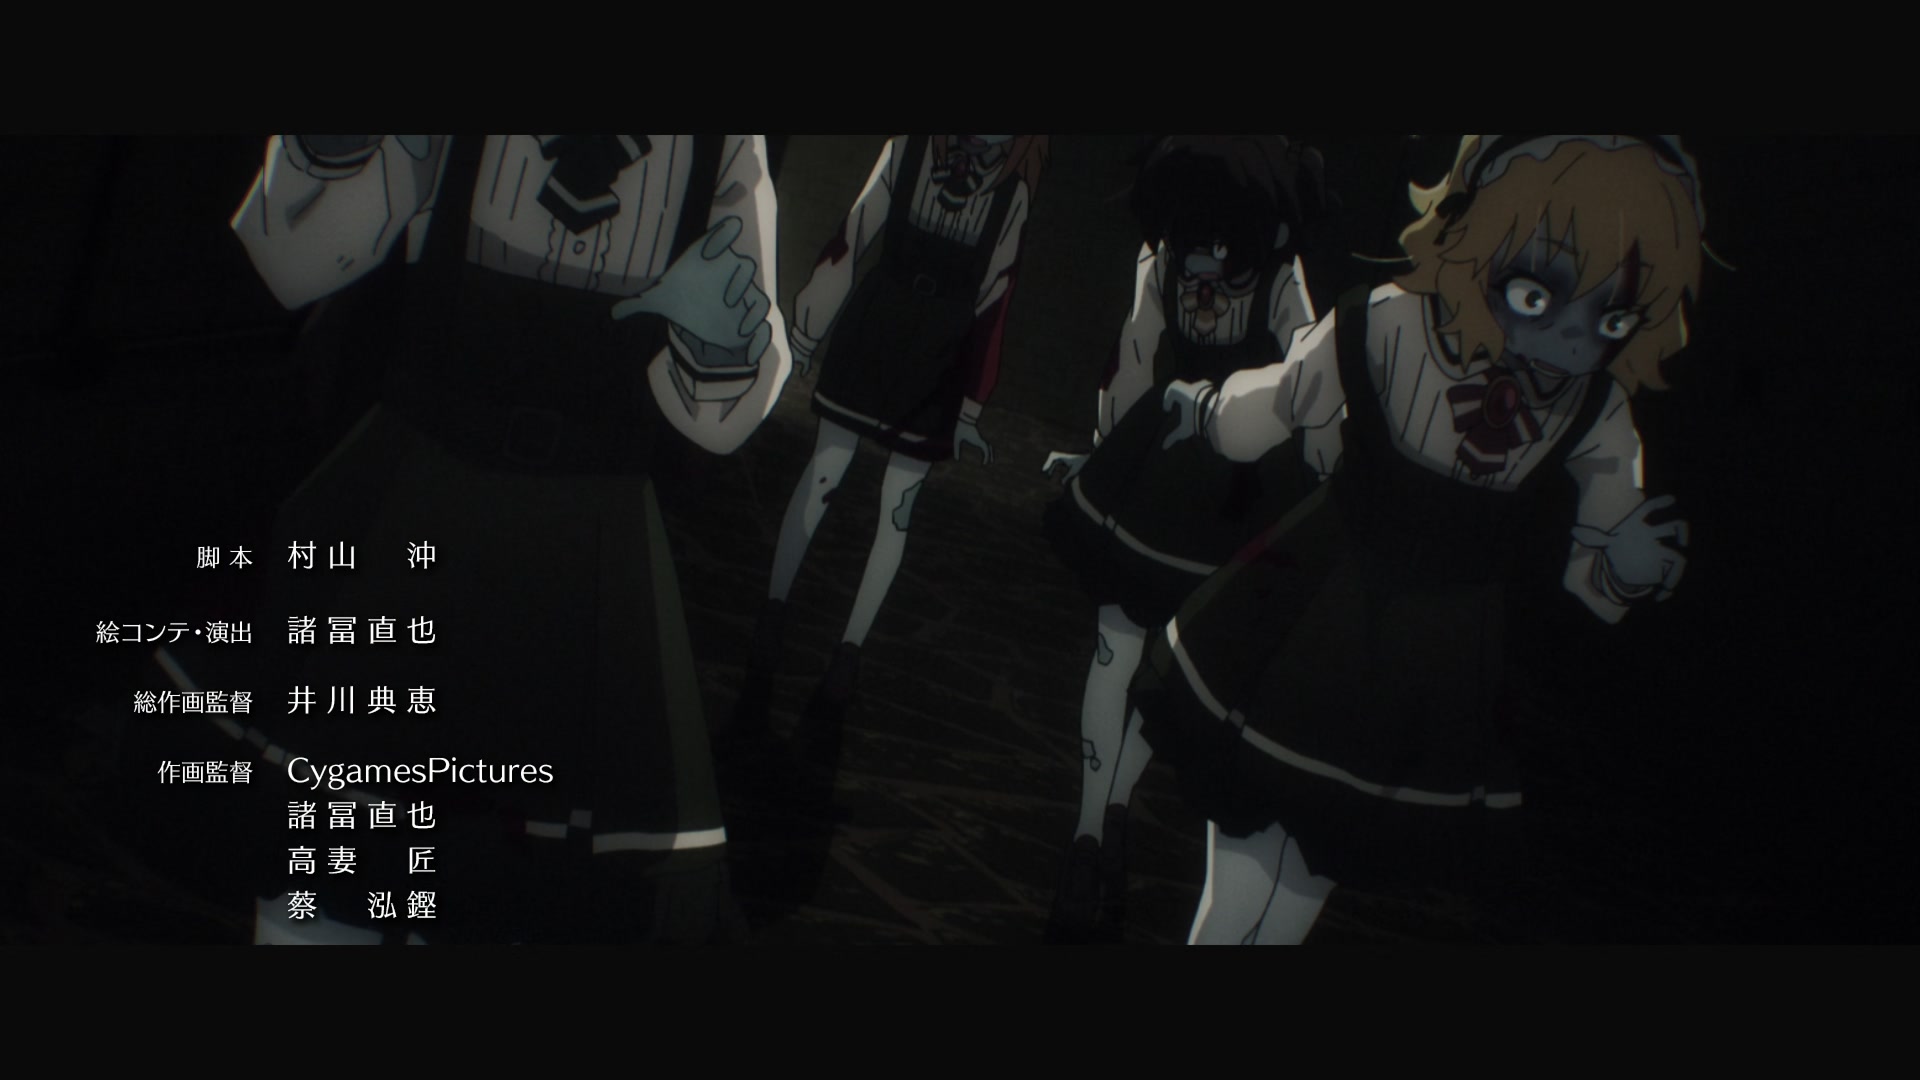 脚本 村山 沖
絵コンテ・演出 諸冨直也
総作画監督 井川典恵
作画監督 CygamesPictures
諸冨直也
高妻 匠
蔡 泓鏗